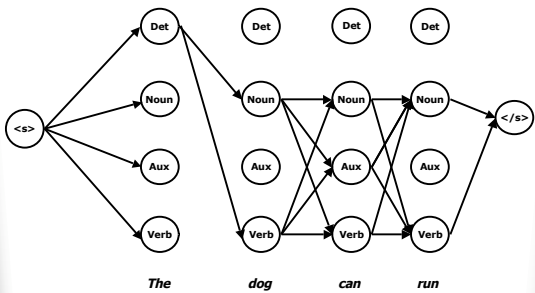 Det Det Det Det
Noun Noun Noun Noun
<s> </s>
Aux Aux Aux Aux
Verb Verb Verb Verb
The dog can run